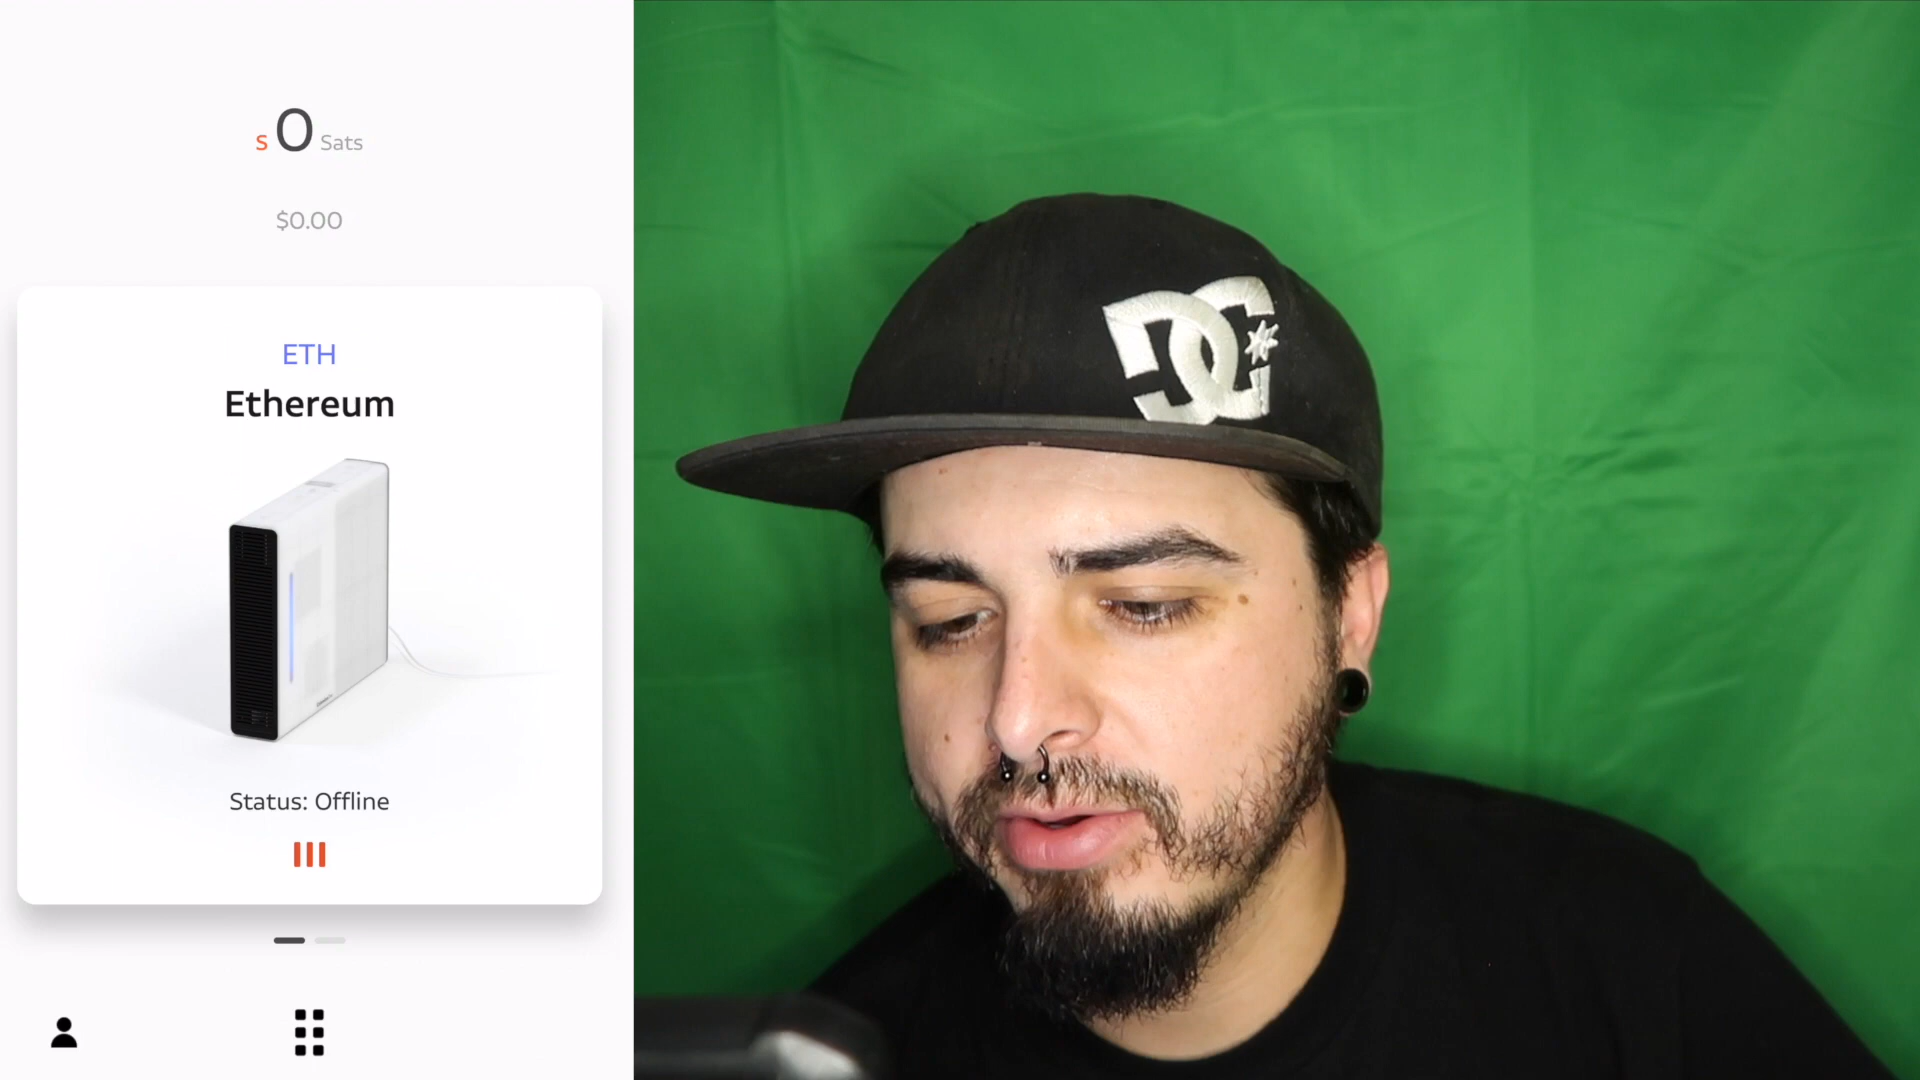 S 0 Sats
$0.00
ETH
Ethereum
Status: Offline
DC